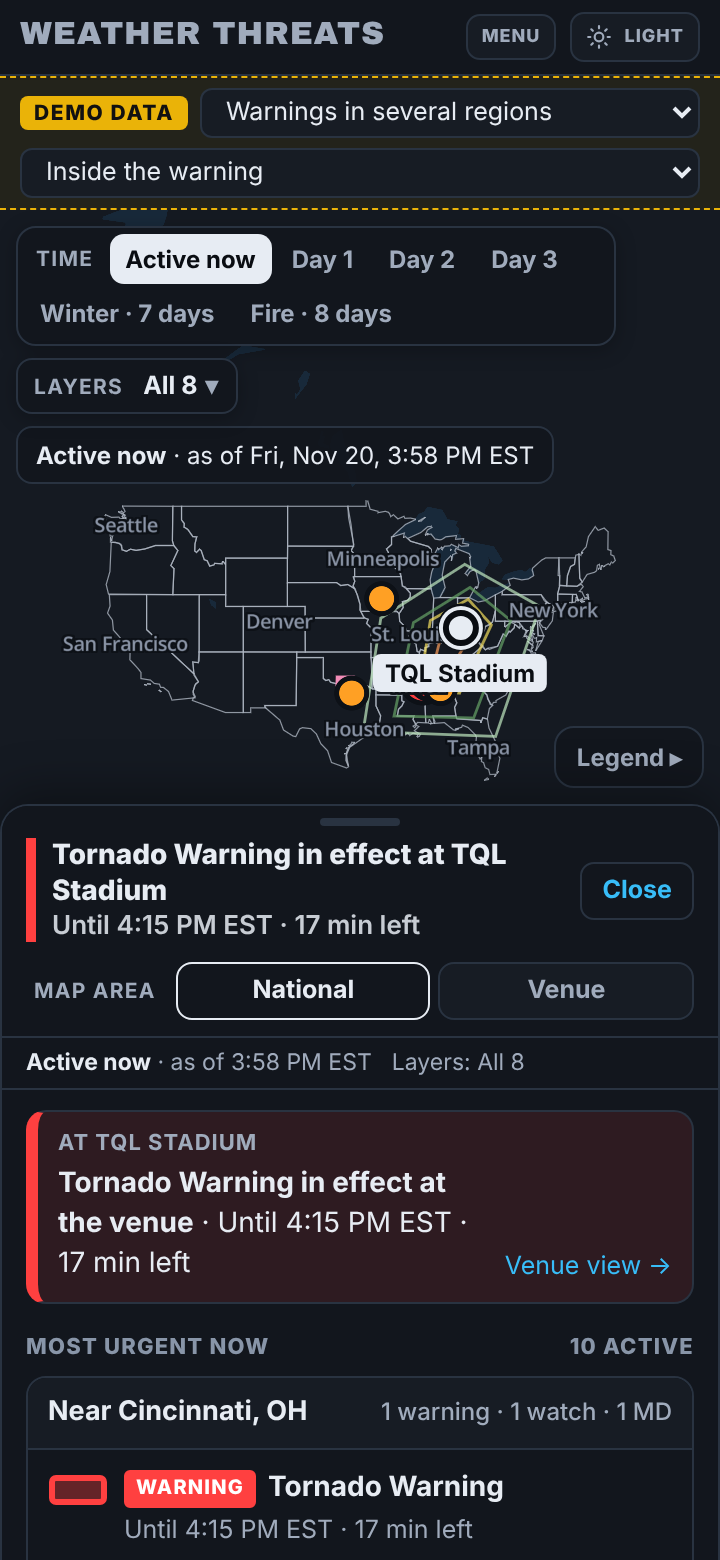 WEATHER THREATS
MENU
LIGHT
DEMO DATA
Warnings in several regions
Inside the warning
TIME
Active now
Day 1
Day 2
Day 3
Winter · 7 days
Fire · 8 days
LAYERS All 8 ▾
Active now · as of Fri, Nov 20, 3:58 PM EST
Seattle
Minneapolis
New York
Denver
St. Loui
San Francisco
TQL Stadium
Houston
Tampa
Legend ▸
Tornado Warning in effect at TQL
Stadium
Until 4:15 PM EST · 17 min left
Close
MAP AREA
National
Venue
Active now · as of 3:58 PM EST Layers: All 8
AT TQL STADIUM
Tornado Warning in effect at
the venue · Until 4:15 PM EST ·
17 min left
Venue view →
MOST URGENT NOW
10 ACTIVE
Near Cincinnati, OH
1 warning · 1 watch · 1 MD
WARNING Tornado Warning
Until 4:15 PM EST · 17 min left